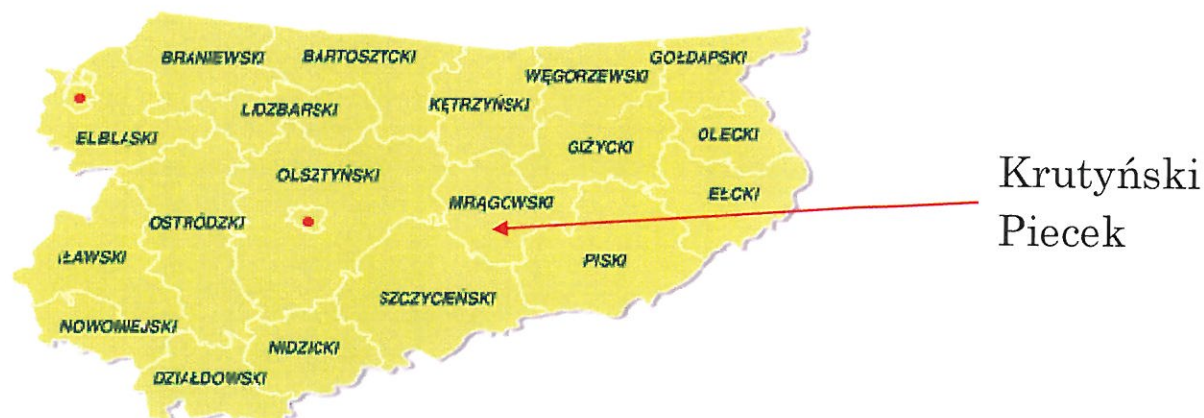 BRANIEWSKI
BARTOSZYCKI
GOŁDAPSKI
WĘGORZEWSKI
LIDZBARSKI
KĘTRZYŃSKI
ELBLĄSKI
GIŻYCKI
OLECKI
OLSZTYŃSKI
MRĄGOWSKI
EŁCKI
OSTRÓDZKI
IŁAWSKI
PISKI
SZCZYCIEŃSKI
NOWOMIEJSKI
NIDZICKI
DZIAŁDOWSKI
Krutyński
Piecek